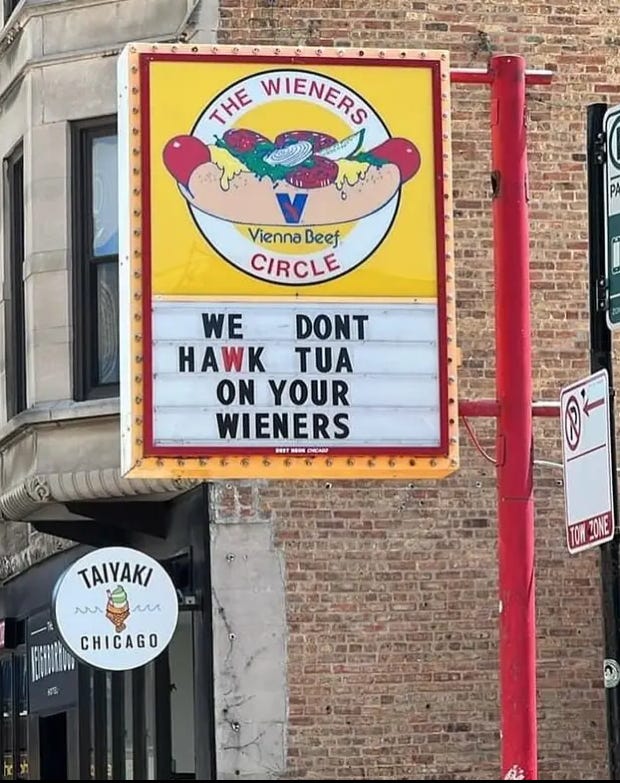 THE WIENERS
Vienna Beef
CIRCLE
WE DONT
HAWK TUA
ON YOUR
WIENERS
TAIYAKI
CHICAGO
TOW ZONE